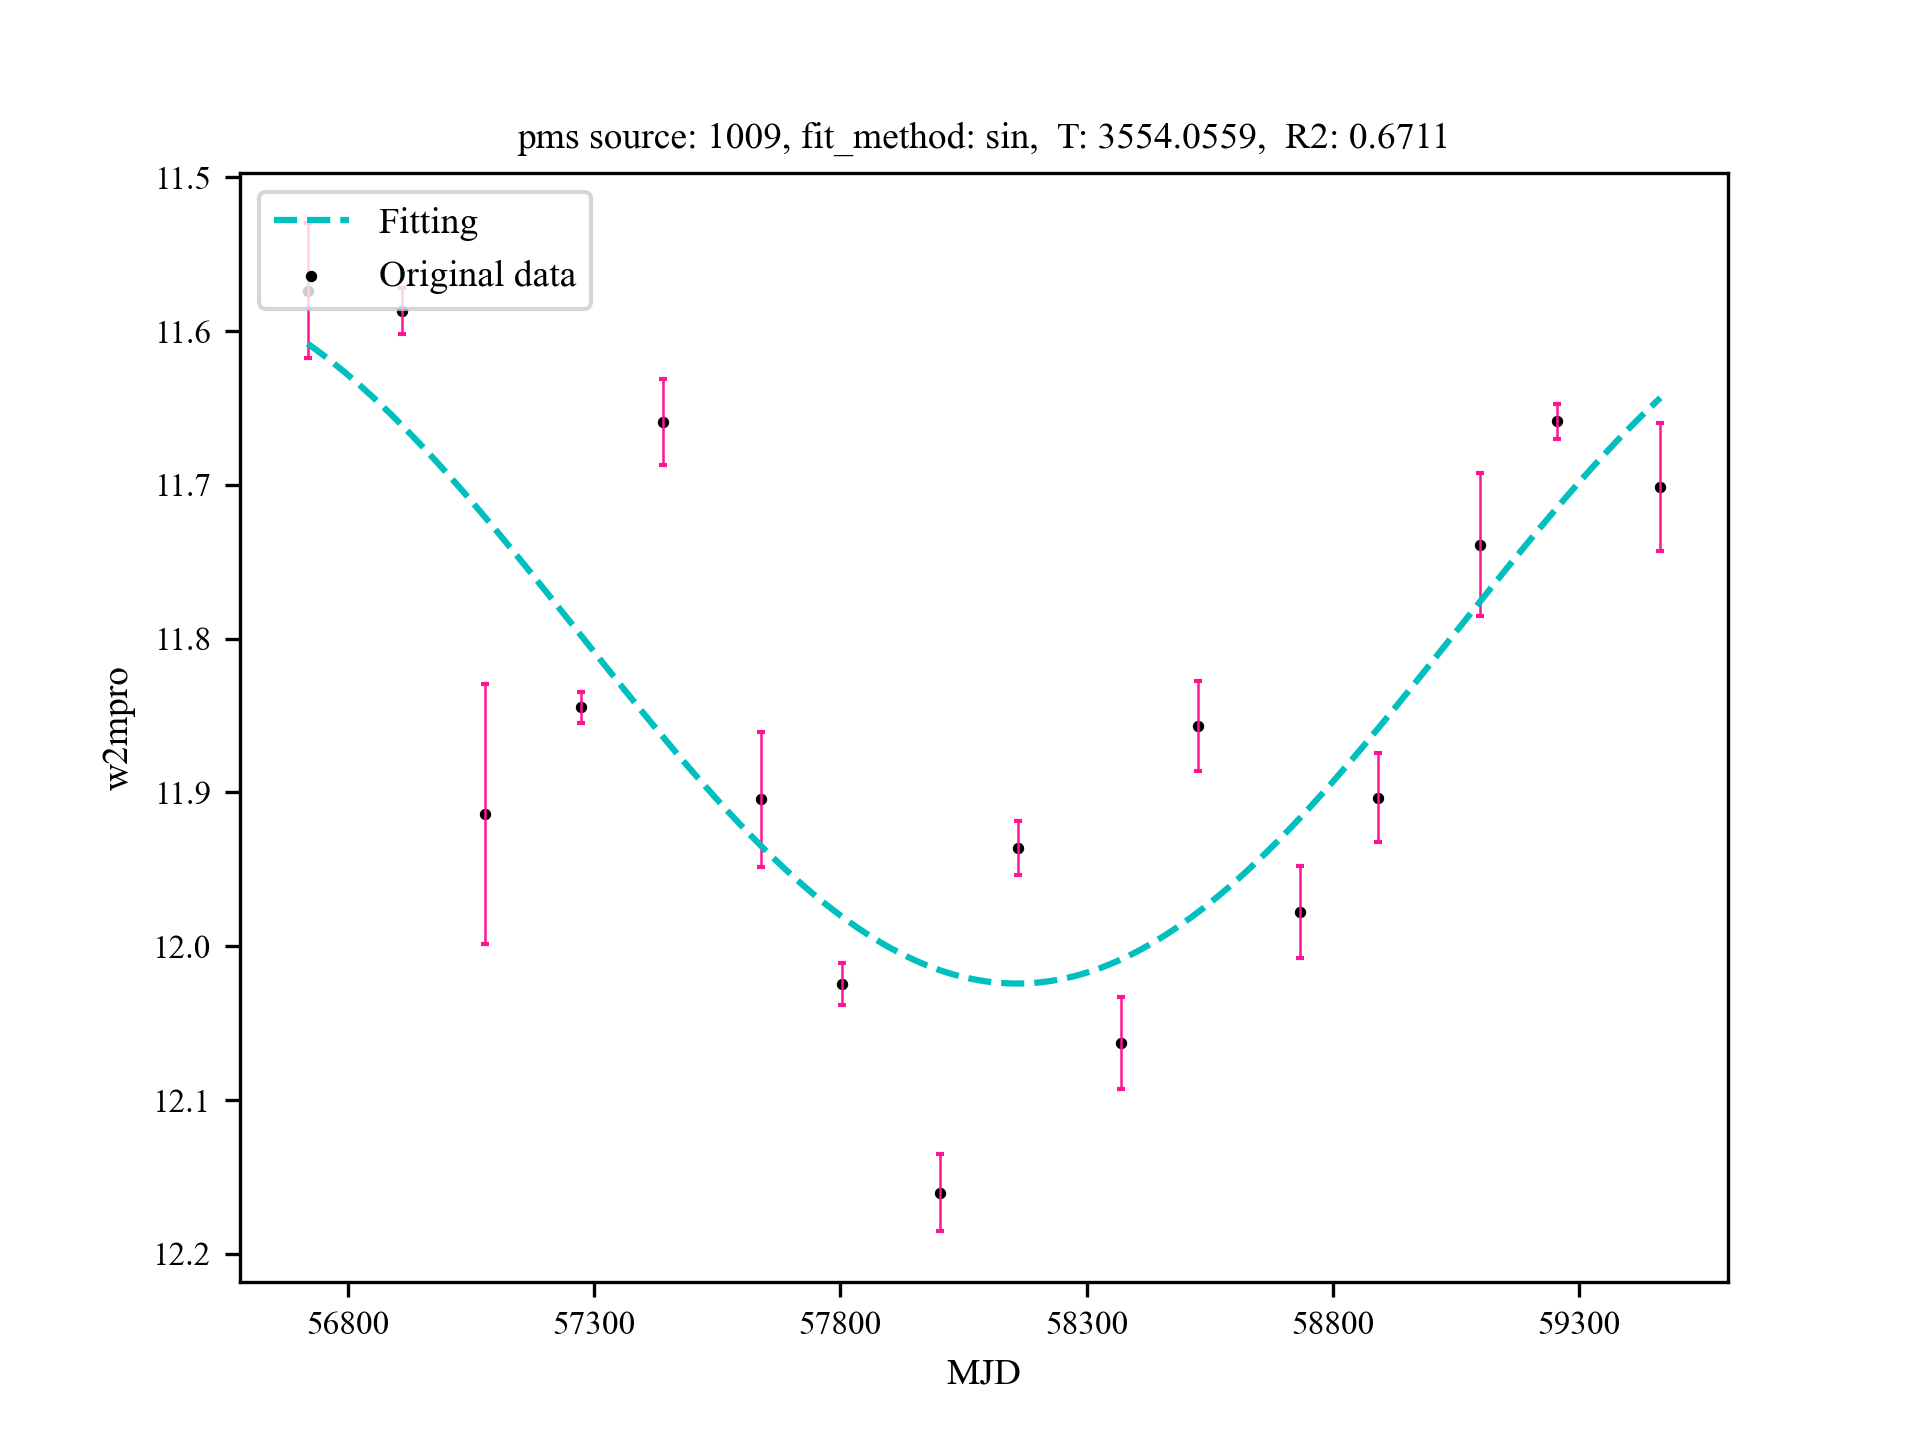 pms source: 1009, fit_method: sin, T: 3554.0559, R2: 0.6711
11.5
Fitting
Original data
11.6
11.7
11.8
w2mpro
11.9
12.0
12.1
12.2
56800 57300 57800 58300 58800 59300
MJD